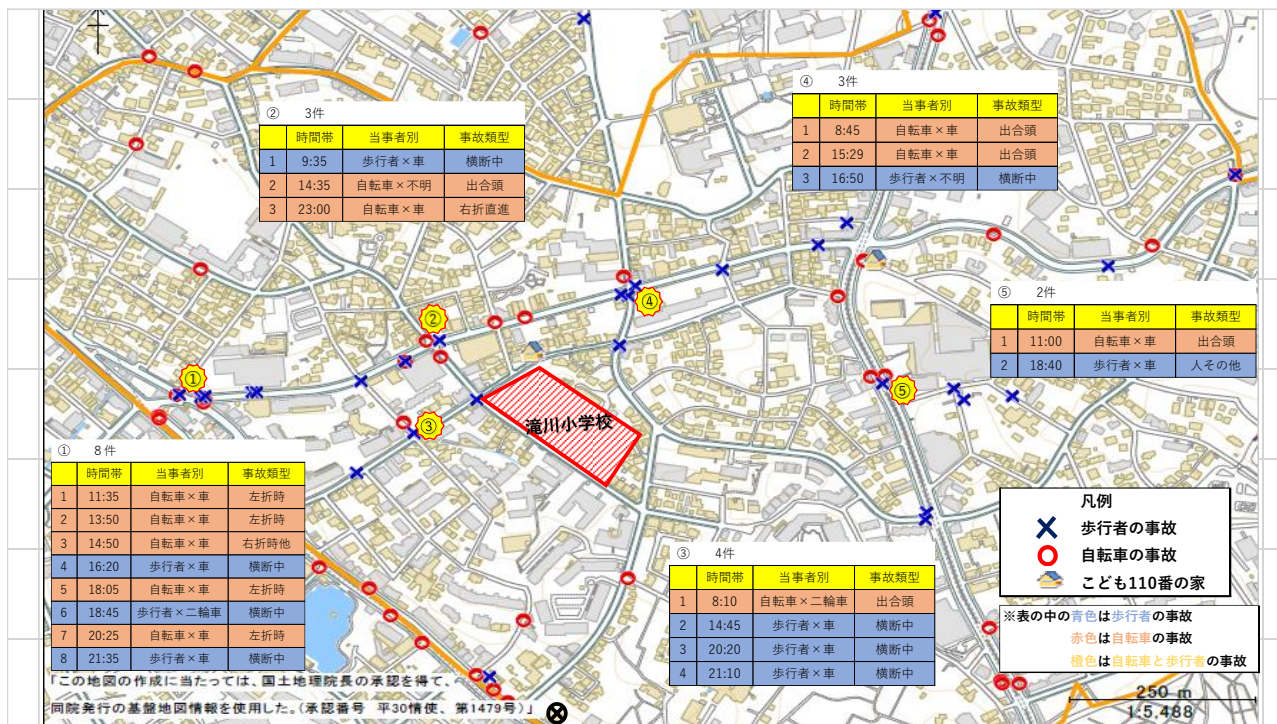 ② 3件
時間帯 当事者別 事故類型
1 9:35 歩行者×車 横断中
2 14:35 自転車×不明 出合頭
3 23:00 自転車×車 右折直進
④ 3件
時間帯 当事者別 事故類型
1 8:45 自転車×車 出合頭
2 15:29 自転車×車 出合頭
3 16:50 歩行者×不明 横断中
⑤ 2件
時間帯 当事者別 事故類型
1 11:00 自転車×車 出合頭
2 18:40 歩行者×車 人その他
②
④
①
⑤
③
滝川小学校
① 8件
時間帯 当事者別 事故類型
1 11:35 自転車×車 左折時
2 13:50 自転車×車 左折時
3 14:50 自転車×車 右折時他
4 16:20 歩行者×車 横断中
5 18:05 自転車×車 左折時
6 18:45 歩行者×二輪車 横断中
7 20:25 自転車×車 左折時
8 21:35 歩行者×車 横断中
③ 4件
時間帯 当事者別 事故類型
1 8:10 自転車×二輪車 出合頭
2 14:45 歩行者×車 横断中
3 20:20 歩行者×車 横断中
4 21:10 歩行者×車 横断中
凡例
歩行者の事故
自転車の事故
こども110番の家
※表の中の青色は歩行者の事故
赤色は自転車の事故
橙色は自転車と歩行者の事故
「この地図の作成に当たっては、国土地理院長の承認を得て、
同院発行の基盤地図情報を使用した。(承認番号 平30情使、第1479号)」
250 m
1:5,488